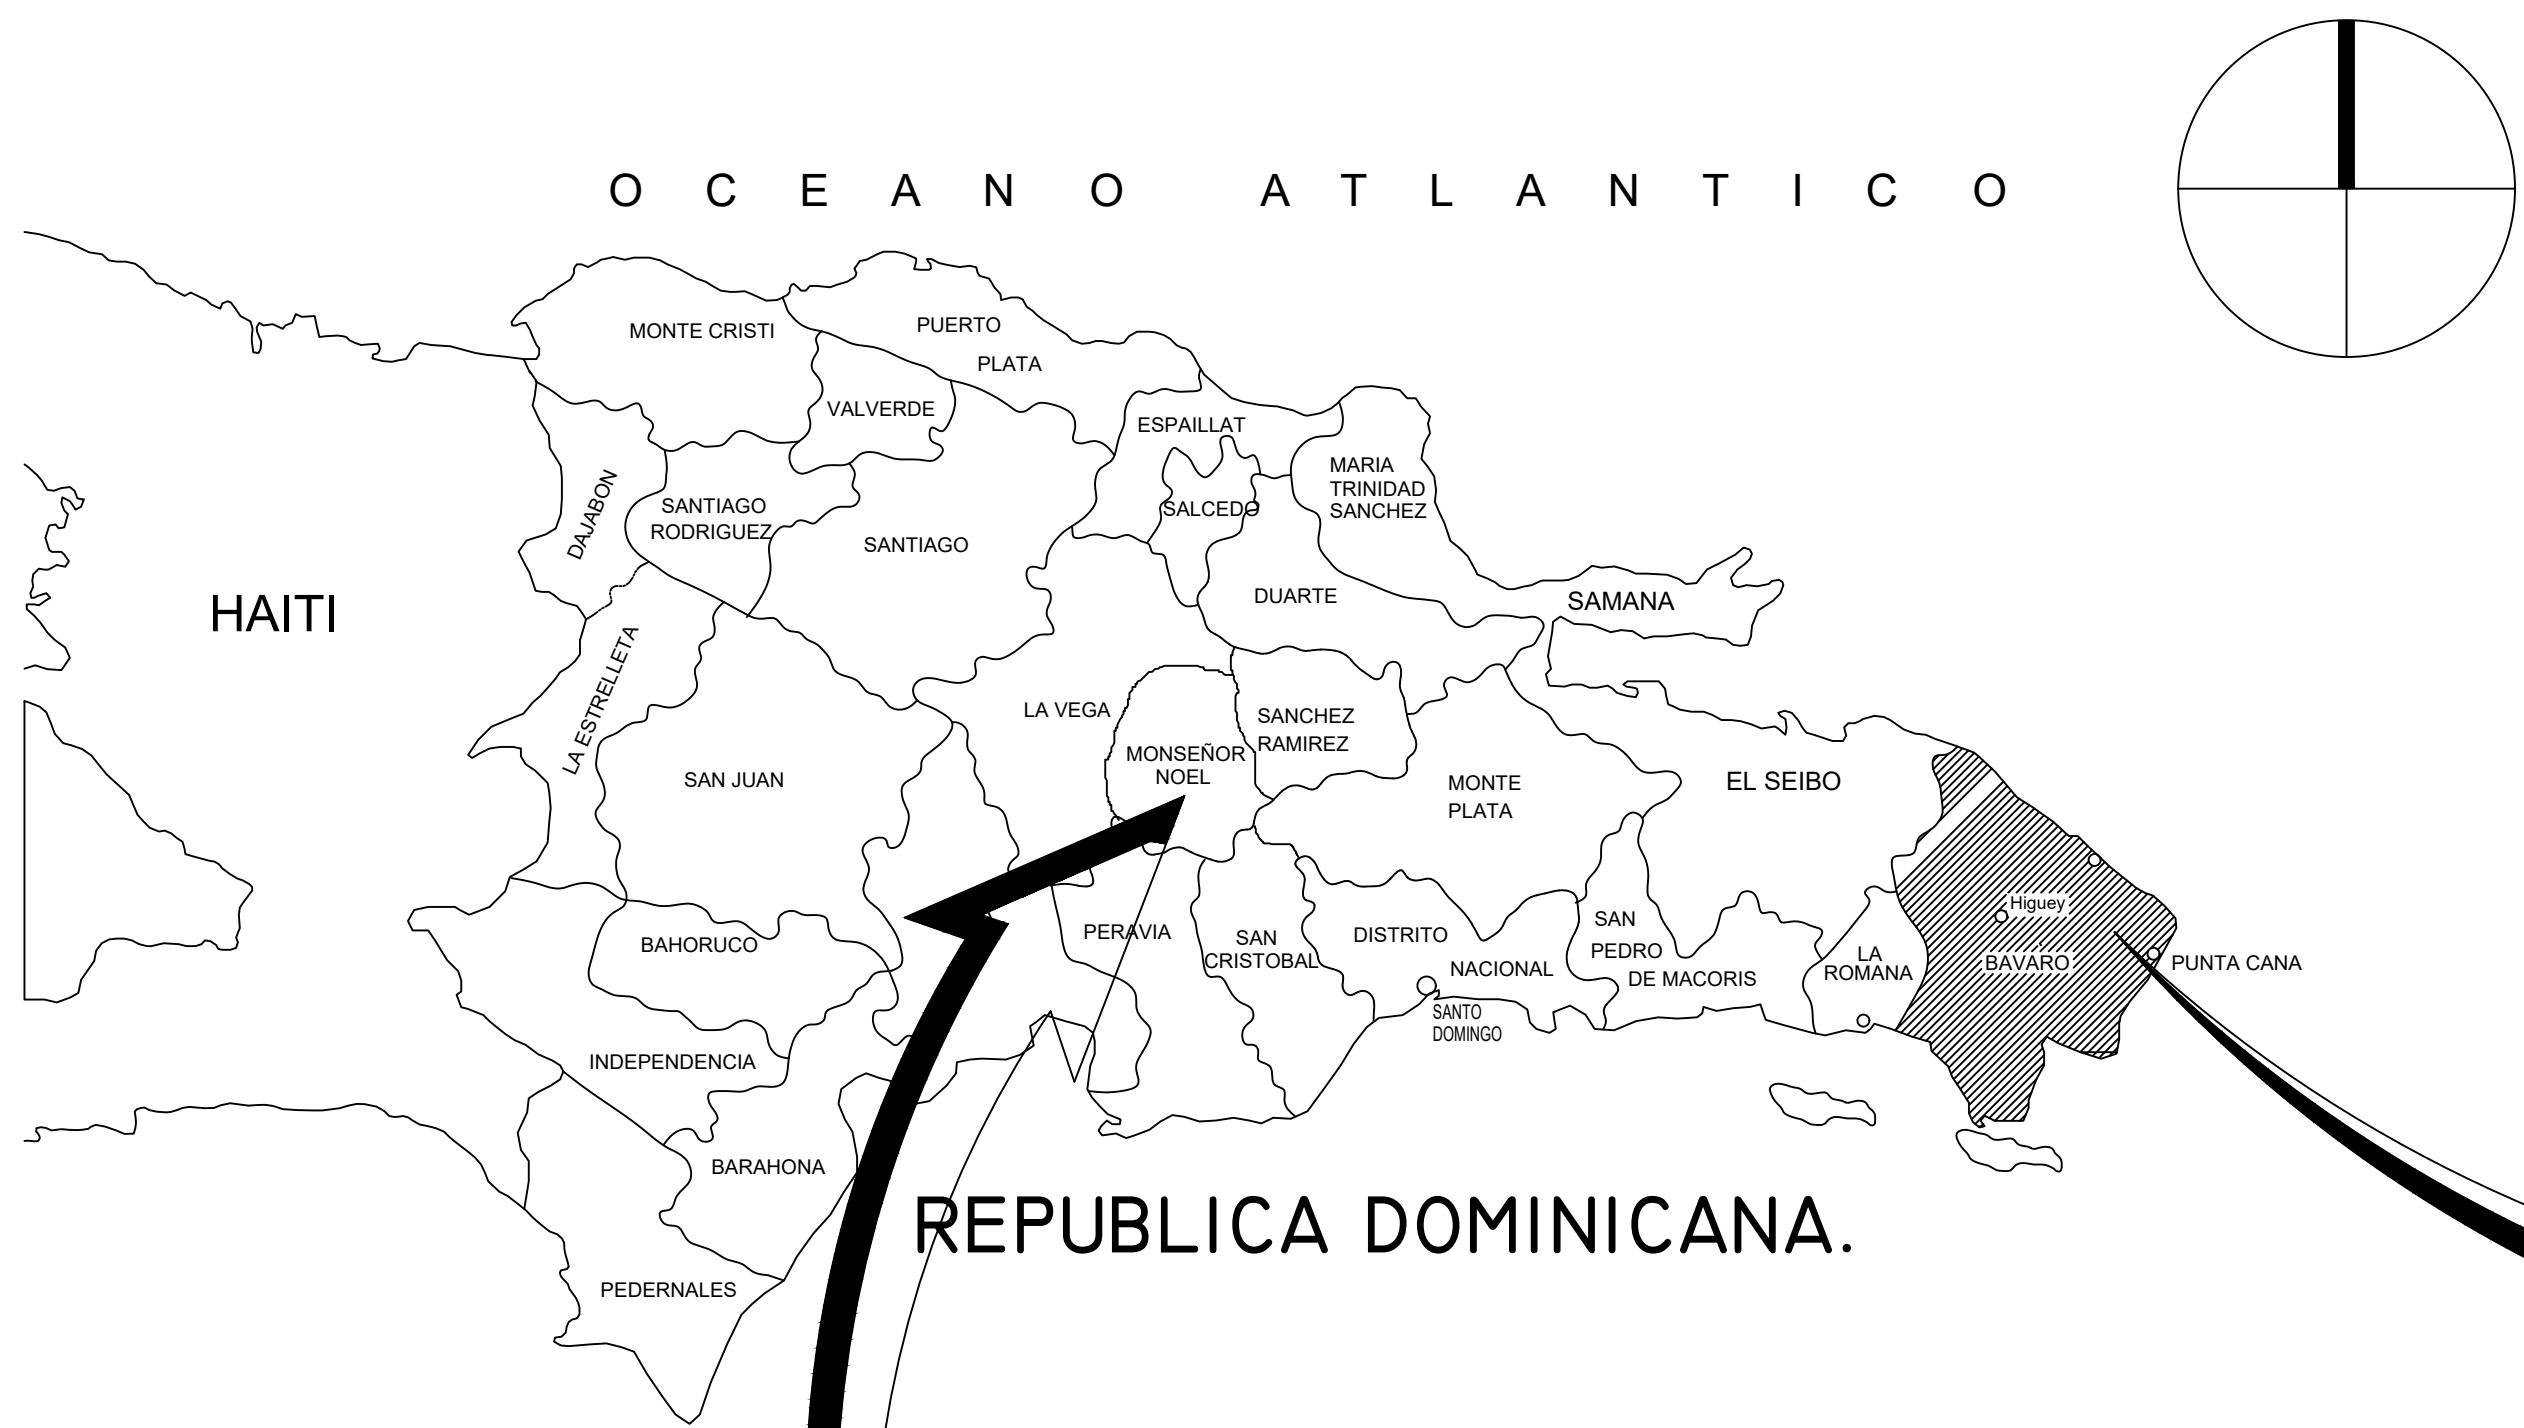 OCEANO ATLANTICO
MONTE CRISTI
PUERTO
PLATA
VALVERDE
ESPAILLAT
MARIA
TRINIDAD
SANCHEZ
DAJABON
SANTIAGO
RODRIGUEZ
SALCEDO
SANTIAGO
HAITI
DUARTE
SAMANA
LA ESTRELLETA
LA VEGA
SANCHEZ
RAMIREZ
MONSEÑOR
NOEL
SAN JUAN
MONTE
PLATA
EL SEIBO
Higuey
BAHORUCO
PERAVIA
SAN
CRISTOBAL
DISTRITO
NACIONAL
SAN
PEDRO
DE MACORIS
LA
ROMANA
BAVARO
PUNTA CANA
SANTO
DOMINGO
INDEPENDENCIA
BARAHONA
REPUBLICA DOMINICANA.
PEDERNALES